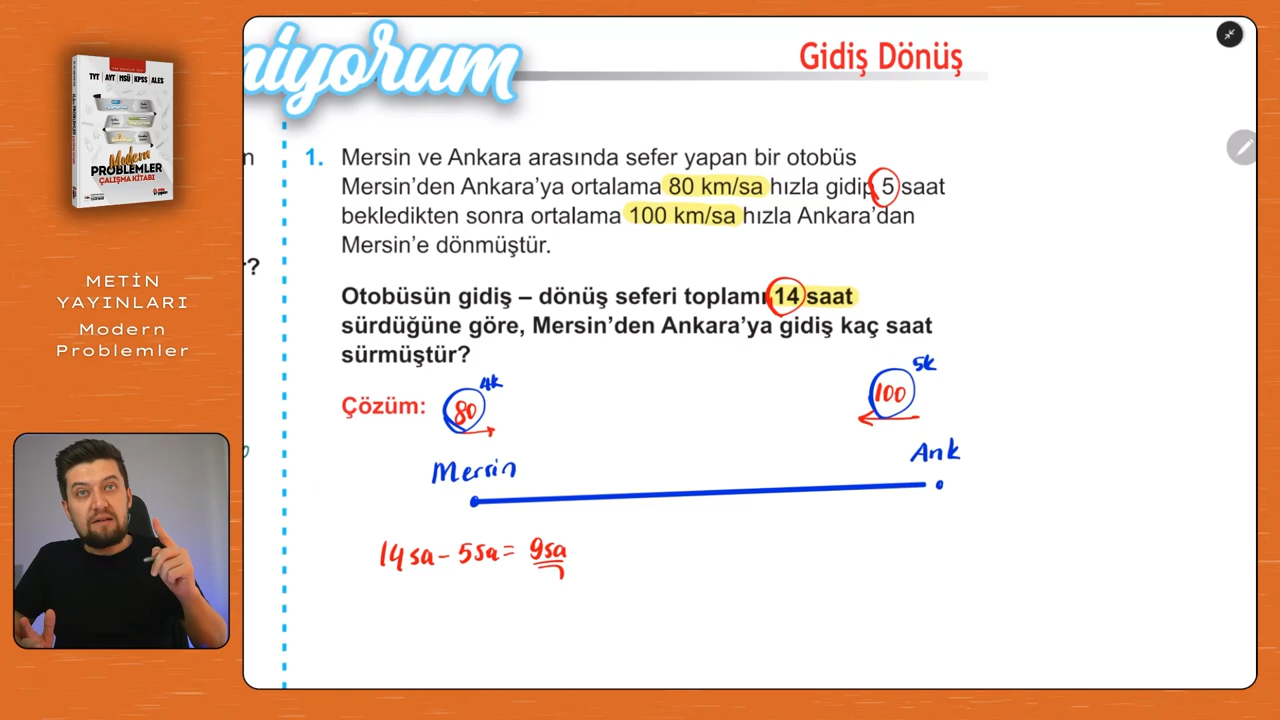 TYT | AYT | MSÜ | KPSS | ALES
Modern
PROBLEMLER
ÇALIŞMA KİTABI
METİN
YAYINLARI
Modern
Problemler
miyorum
Gidiş Dönüş
n
r?
1. Mersin ve Ankara arasında sefer yapan bir otobüs
Mersin'den Ankara'ya ortalama 80 km/sa hızla gidip 5 saat
bekledikten sonra ortalama 100 km/sa hızla Ankara'dan
Mersin'e dönmüştür.
Otobüsün gidiş – dönüş seferi toplamı 14 saat
sürdüğüne göre, Mersin'den Ankara'ya gidiş kaç saat
sürmüştür?
Çözüm:
80 4k
100 5k
Mersin
Ank
14sa - 5sa = 9sa